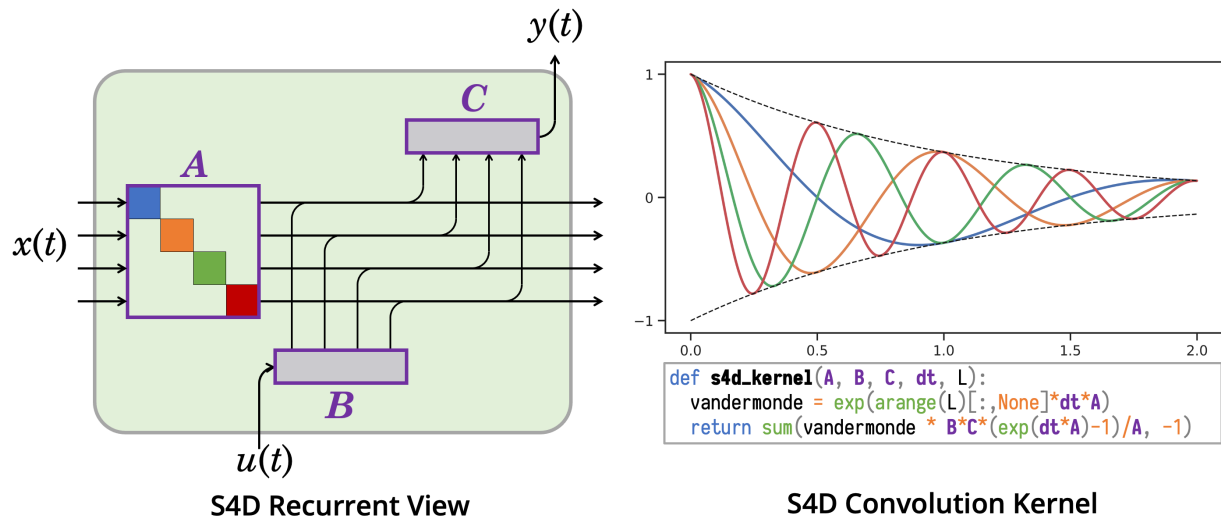 y(t)
C
A
x(t)
B
u(t)
S4D Recurrent View
1
0
−1
0.0 0.5 1.0 1.5 2.0
def s4d_kernel(A, B, C, dt, L):
vandermonde = exp(arange(L)[:,None]*dt*A)
return sum(vandermonde * B*C*(exp(dt*A)-1)/A, -1)
S4D Convolution Kernel